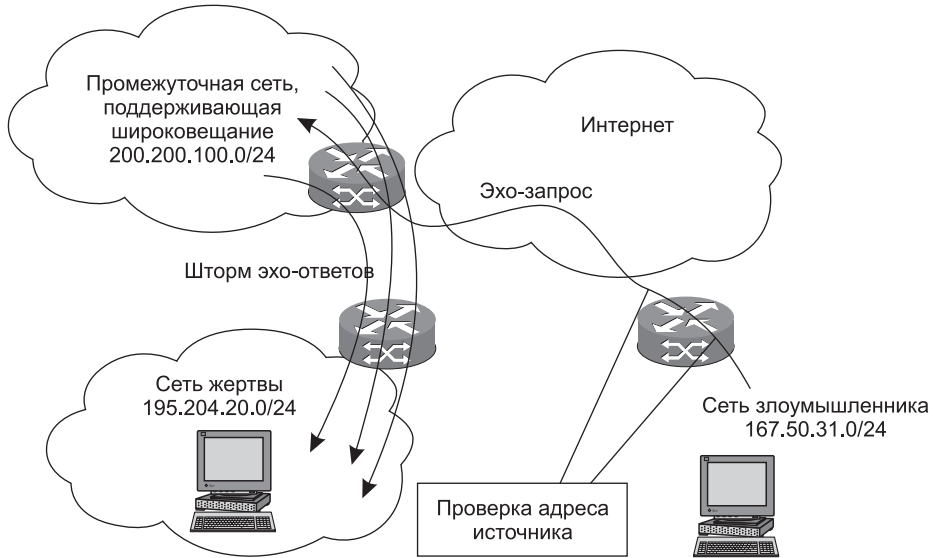 Промежуточная сеть,
поддерживающая
широковещание
200.200.100.0/24
Интернет
Эхо-запрос
Шторм эхо-ответов
Сеть жертвы
195.204.20.0/24
Сеть злоумышленника
167.50.31.0/24
Проверка адреса
источника